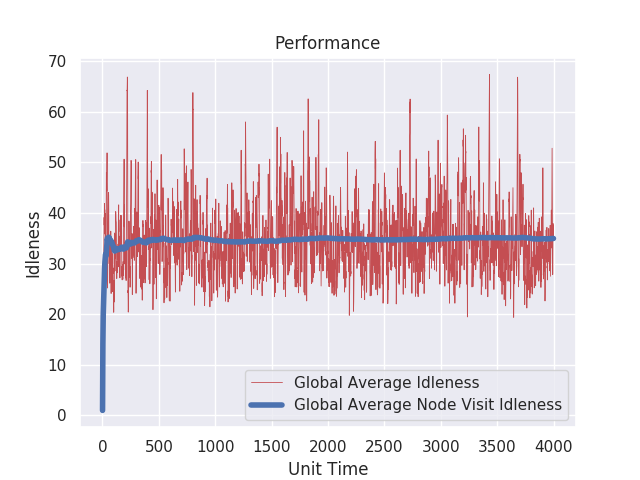 Performance
70
60
50
40
30
20
10
0
Idleness
Global Average Idleness
Global Average Node Visit Idleness
0 500 1000 1500 2000 2500 3000 3500 4000
Unit Time